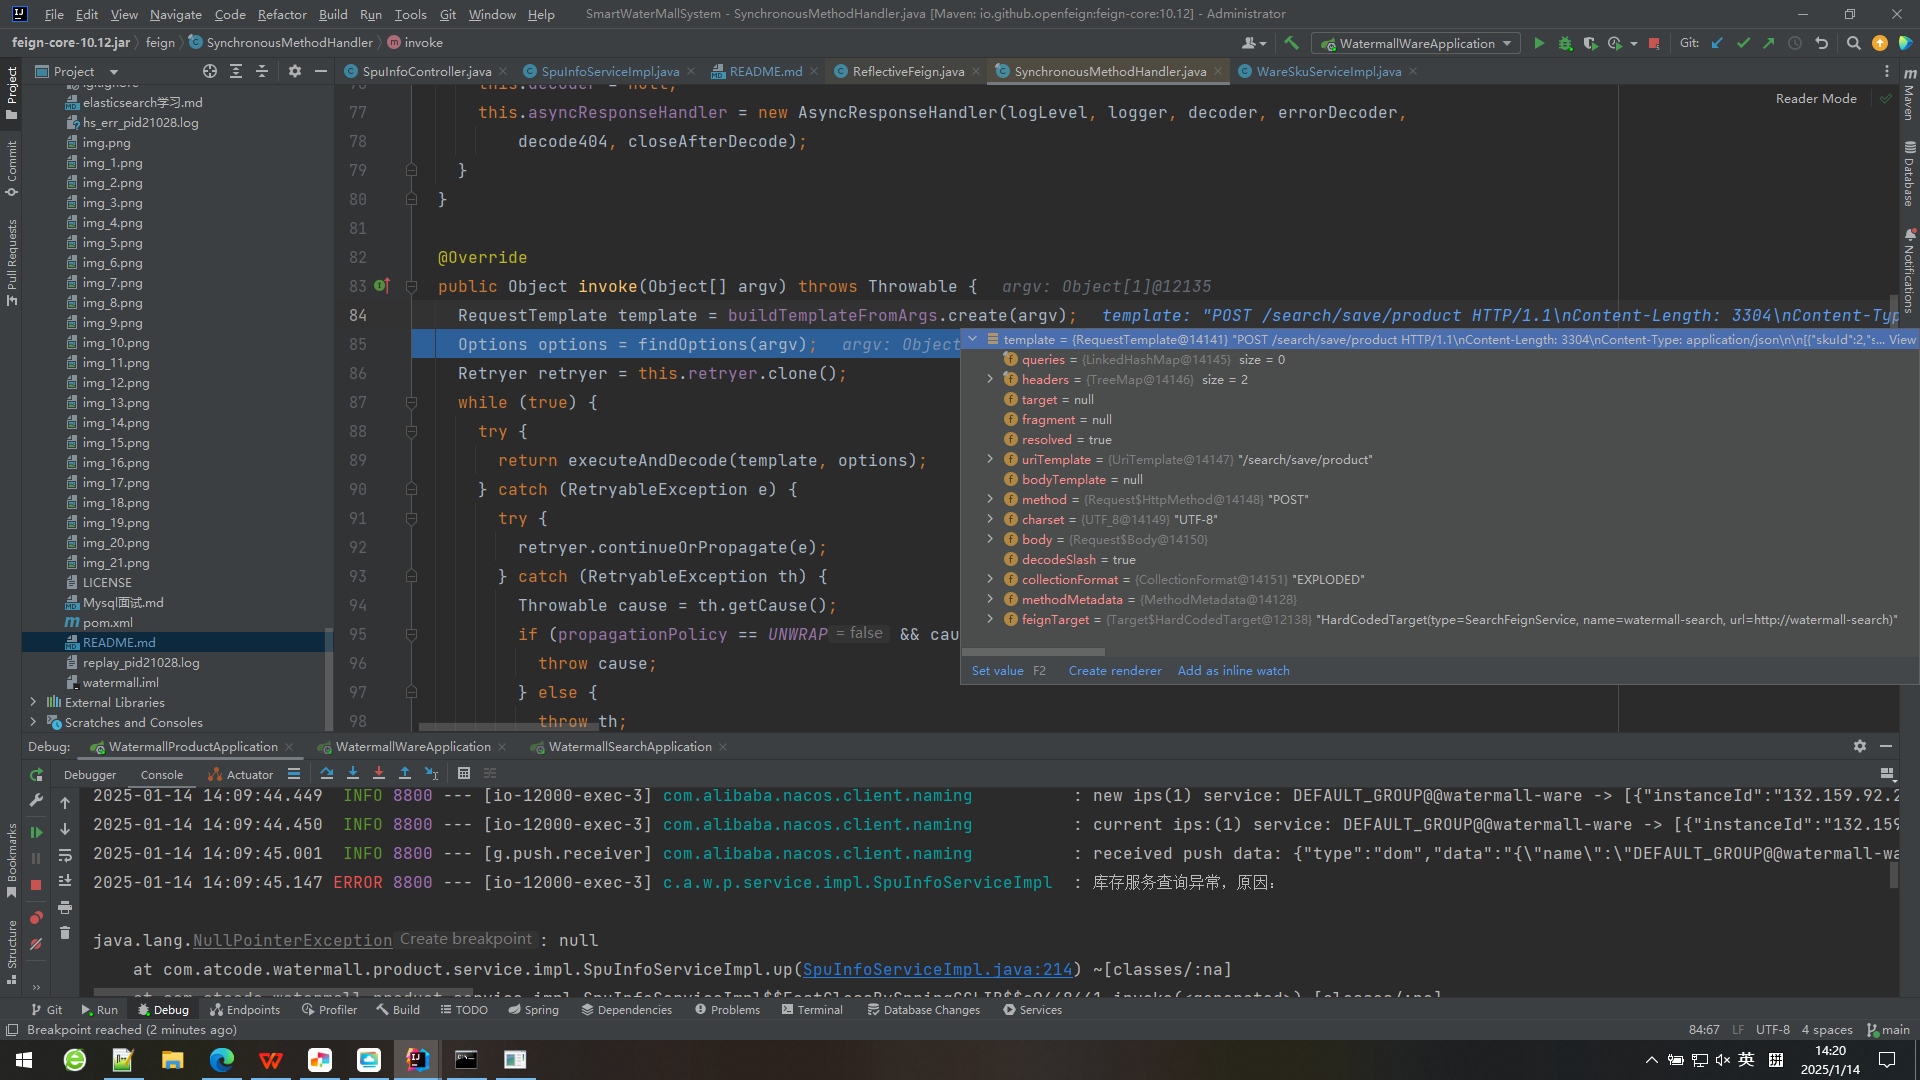 File Edit View Navigate Code Refactor Build Run Tools Git Window Help SmartWaterMallSystem - SynchronousMethodHandler.java [Maven: io.github.openfeign:feign-core:10.12] - Administrator
feign-core-10.12.jar feign SynchronousMethodHandler invoke WatermallWareApplication Git:
Project SpuInfoController.java SpuInfoServiceImpl.java README.md ReflectiveFeign.java SynchronousMethodHandler.java WareSkuServiceImpl.java
Reader Mode
Project
Commit
Pull Requests
Bookmarks
Structure
Maven
Database
Notifications
elasticsearch学习.md
hs_err_pid21028.log
img.png
img_1.png
img_2.png
img_3.png
img_4.png
img_5.png
img_6.png
img_7.png
img_8.png
img_9.png
img_10.png
img_11.png
img_12.png
img_13.png
img_14.png
img_15.png
img_16.png
img_17.png
img_18.png
img_19.png
img_20.png
img_21.png
LICENSE
Mysql面试.md
pom.xml
README.md
replay_pid21028.log
watermall.iml
External Libraries
Scratches and Consoles
77 this.asyncResponseHandler = new AsyncResponseHandler(logLevel, logger, decoder, errorDecoder,
78 decode404, closeAfterDecode);
79 }
80 }
81
82 @Override
83 public Object invoke(Object[] argv) throws Throwable { argv: Object[1]@12135
84 RequestTemplate template = buildTemplateFromArgs.create(argv); template: "POST /search/save/product HTTP/1.1\nContent-Length: 3304\nContent-Typ
85 Options options = findOptions(argv); argv: Object
86 Retryer retryer = this.retryer.clone();
87 while (true) {
88 try {
89 return executeAndDecode(template, options);
90 } catch (RetryableException e) {
91 try {
92 retryer.continueOrPropagate(e);
93 } catch (RetryableException th) {
94 Throwable cause = th.getCause();
95 if (propagationPolicy == UNWRAP = false && cau
96 throw cause;
97 } else {
98 throw th;
template = {RequestTemplate@14141} "POST /search/save/product HTTP/1.1\nContent-Length: 3304\nContent-Type: application/json\n\n[{"skuId":2,"s... View
queries = {LinkedHashMap@14145} size = 0
headers = {TreeMap@14146} size = 2
target = null
fragment = null
resolved = true
uriTemplate = {UriTemplate@14147} "/search/save/product"
bodyTemplate = null
method = {Request$HttpMethod@14148} "POST"
charset = {UTF_8@14149} "UTF-8"
body = {Request$Body@14150}
decodeSlash = true
collectionFormat = {CollectionFormat@14151} "EXPLODED"
methodMetadata = {MethodMetadata@14128}
feignTarget = {Target$HardCodedTarget@12138} "HardCodedTarget(type=SearchFeignService, name=watermall-search, url=http://watermall-search)"
Set value F2 Create renderer Add as inline watch
Debug: WatermallProductApplication WatermallWareApplication WatermallSearchApplication
Debugger Console Actuator
2025-01-14 14:09:44.449 INFO 8800 --- [io-12000-exec-3] com.alibaba.nacos.client.naming : new ips(1) service: DEFAULT_GROUP@@watermall-ware -> [{"instanceId":"132.159.92.2
2025-01-14 14:09:44.450 INFO 8800 --- [io-12000-exec-3] com.alibaba.nacos.client.naming : current ips:(1) service: DEFAULT_GROUP@@watermall-ware -> [{"instanceId":"132.159
2025-01-14 14:09:45.001 INFO 8800 --- [g.push.receiver] com.alibaba.nacos.client.naming : received push data: {"type":"dom","data":"{\"name\":\"DEFAULT_GROUP@@watermall-wa
2025-01-14 14:09:45.147 ERROR 8800 --- [io-12000-exec-3] c.a.w.p.service.impl.SpuInfoServiceImpl : 库存服务查询异常，原因：
java.lang.NullPointerException Create breakpoint : null
at com.atcode.watermall.product.service.impl.SpuInfoServiceImpl.up(SpuInfoServiceImpl.java:214) ~[classes/:na]
Git Run Debug Endpoints Profiler Build TODO Spring Dependencies Problems Terminal Database Changes Services
Breakpoint reached (2 minutes ago) 84:67 LF UTF-8 4 spaces main
英 14:20
2025/1/14